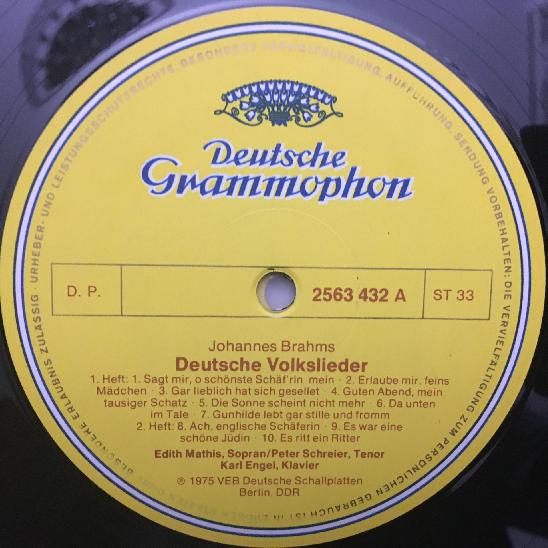 Deutsche
Grammophon
D. P.
2563 432 A
ST 33
Johannes Brahms
Deutsche Volkslieder
1. Heft: 1. Sagt mir, o schönste Schäf'rin mein · 2. Erlaube mir, feins
Mädchen · 3. Gar lieblich hat sich gesellet · 4. Guten Abend, mein
tausiger Schatz · 5. Die Sonne scheint nicht mehr · 6. Da unten
im Tale · 7. Gunhilde lebt gar stille und fromm
2. Heft: 8. Ach, englische Schäferin · 9. Es war eine
schöne Jüdin · 10. Es ritt ein Ritter
Edith Mathis, Sopran/Peter Schreier, Tenor
Karl Engel, Klavier
℗ 1975 VEB Deutsche Schallplatten
Berlin, DDR
URHEBER- UND LEISTUNGSSCHUTZRECHTE, BESONDERS VERVIELFÄLTIGUNG, AUFFÜHRUNG, SENDUNG VORBEHALTEN; DIE VERVIELFÄLTIGUNG ZUM PERSÖNLICHEN GEBRAUCH IST IN EINIGEN STAATEN OHNE BESONDERE ERLAUBNIS ZULÄSSIG ·